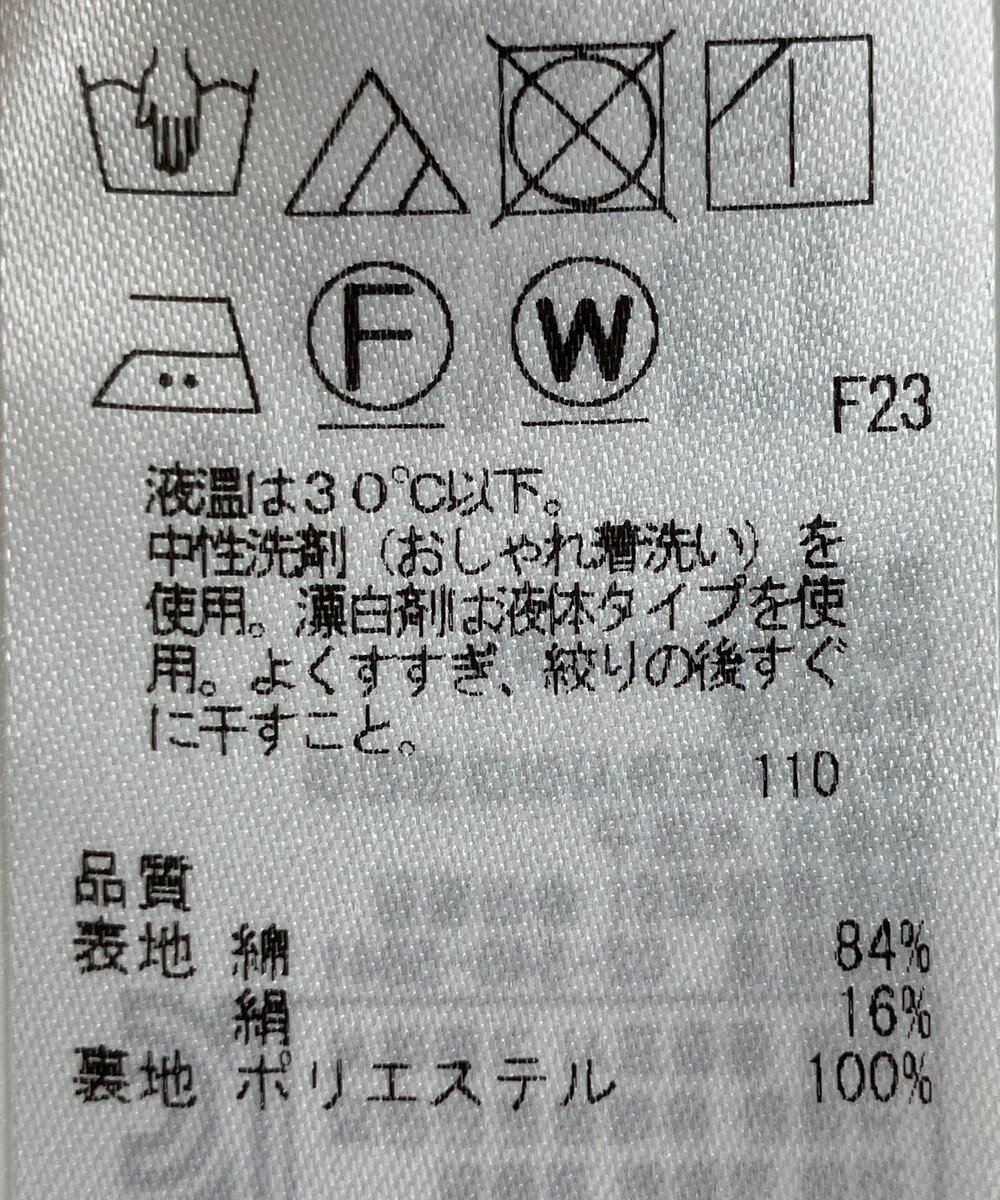 F
W
F23
液温は30℃以下。
中性洗剤（おしゃれ着洗い）を
使用。漂白剤は液体タイプを使
用。よくすすぎ、絞りの後すぐ
に干すこと。
110
品質
表地 綿 84%
絹 16%
裏地 ポリエステル 100%